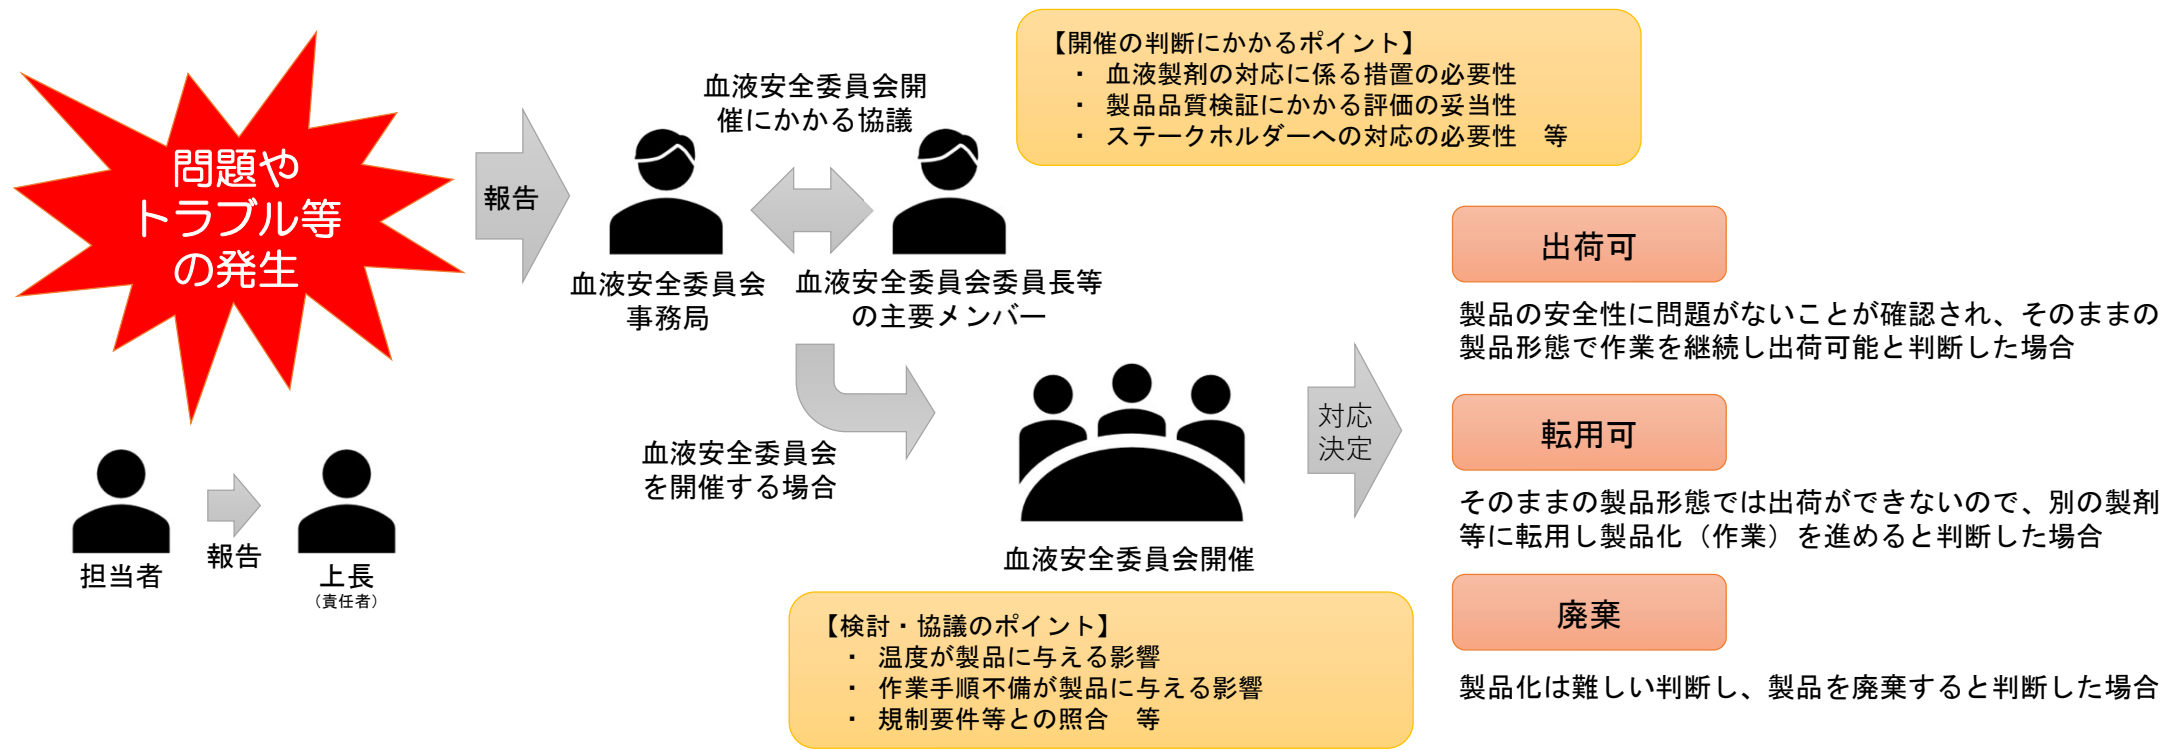 問題や
トラブル等
の発生
担当者
報告
上長
（責任者）
報告
血液安全委員会開
催にかかる協議
血液安全委員会
事務局
血液安全委員会委員長等
の主要メンバー
【開催の判断にかかるポイント】
・ 血液製剤の対応に係る措置の必要性
・ 製品品質検証にかかる評価の妥当性
・ ステークホルダーへの対応の必要性　等
血液安全委員会
を開催する場合
血液安全委員会開催
【検討・協議のポイント】
・ 温度が製品に与える影響
・ 作業手順不備が製品に与える影響
・ 規制要件等との照合　等
対応
決定
出荷可
製品の安全性に問題がないことが確認され、そのままの
製品形態で作業を継続し出荷可能と判断した場合
転用可
そのままの製品形態では出荷ができないので、別の製剤
等に転用し製品化（作業）を進めると判断した場合
廃棄
製品化は難しい判断し、製品を廃棄すると判断した場合